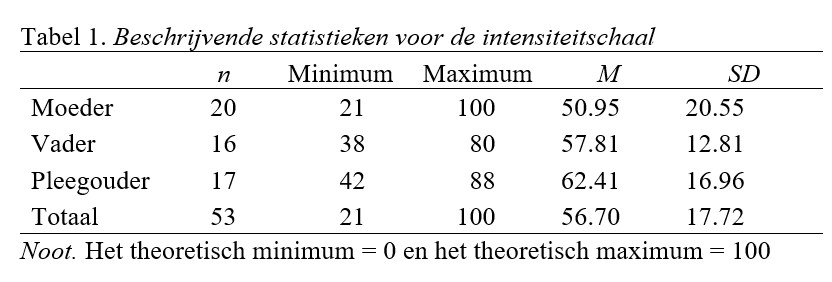 Tabel 1. Beschrijvende statistieken voor de intensiteitschaal
n Minimum Maximum M SD
Moeder 20 21 100 50.95 20.55
Vader 16 38 80 57.81 12.81
Pleegouder 17 42 88 62.41 16.96
Totaal 53 21 100 56.70 17.72
Noot. Het theoretisch minimum = 0 en het theoretisch maximum = 100